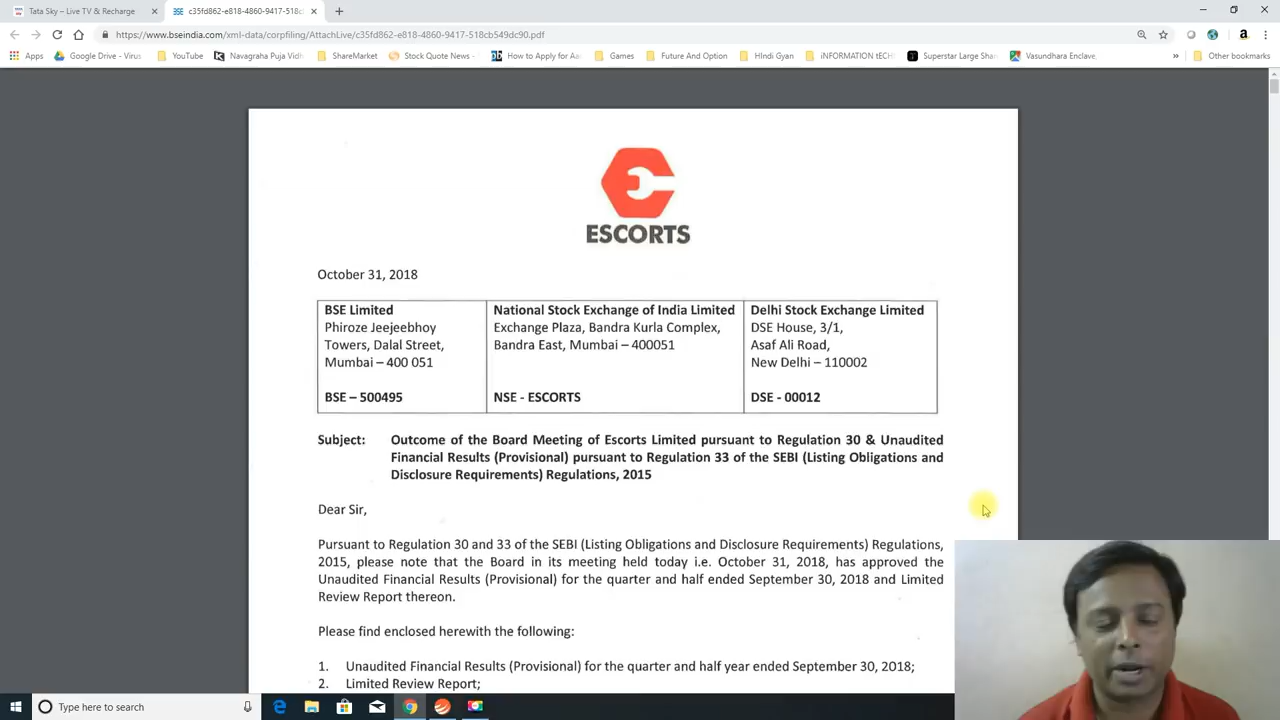 Tata Sky – Live TV & Recharge
c35fd862-e818-4860-9417-518c
https://www.bseindia.com/xml-data/corpfiling/AttachLive/c35fd862-e818-4860-9417-518cb549dc90.pdf
Apps
Google Drive - Virus
YouTube
Navagraha Puja Vidh
ShareMarket
Stock Quote News -
How to Apply for Aa
Games
Future And Option
HIndi Gyan
iNFORMATION tECH
Superstar Large Shar
Vasundhara Enclave.
»
Other bookmarks
ESCORTS
October 31, 2018
BSE Limited
Phiroze Jeejeebhoy
Towers, Dalal Street,
Mumbai – 400 051
BSE – 500495
National Stock Exchange of India Limited
Exchange Plaza, Bandra Kurla Complex,
Bandra East, Mumbai – 400051
NSE - ESCORTS
Delhi Stock Exchange Limited
DSE House, 3/1,
Asaf Ali Road,
New Delhi – 110002
DSE - 00012
Subject: Outcome of the Board Meeting of Escorts Limited pursuant to Regulation 30 & Unaudited
Financial Results (Provisional) pursuant to Regulation 33 of the SEBI (Listing Obligations and
Disclosure Requirements) Regulations, 2015
Dear Sir,
Pursuant to Regulation 30 and 33 of the SEBI (Listing Obligations and Disclosure Requirements) Regulations,
2015, please note that the Board in its meeting held today i.e. October 31, 2018, has approved the
Unaudited Financial Results (Provisional) for the quarter and half ended September 30, 2018 and Limited
Review Report thereon.
Please find enclosed herewith the following:
1. Unaudited Financial Results (Provisional) for the quarter and half year ended September 30, 2018;
2. Limited Review Report;
Type here to search